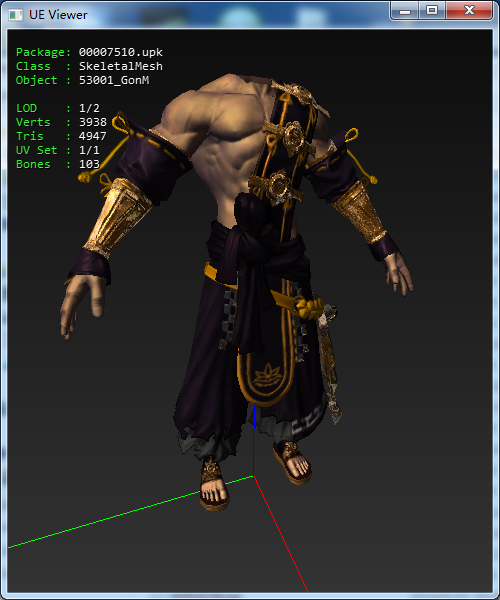 UE Viewer
Package: 00007510.upk
Class : SkeletalMesh
Object : 53001_GonM
LOD : 1/2
Verts : 3938
Tris : 4947
UV Set : 1/1
Bones : 103